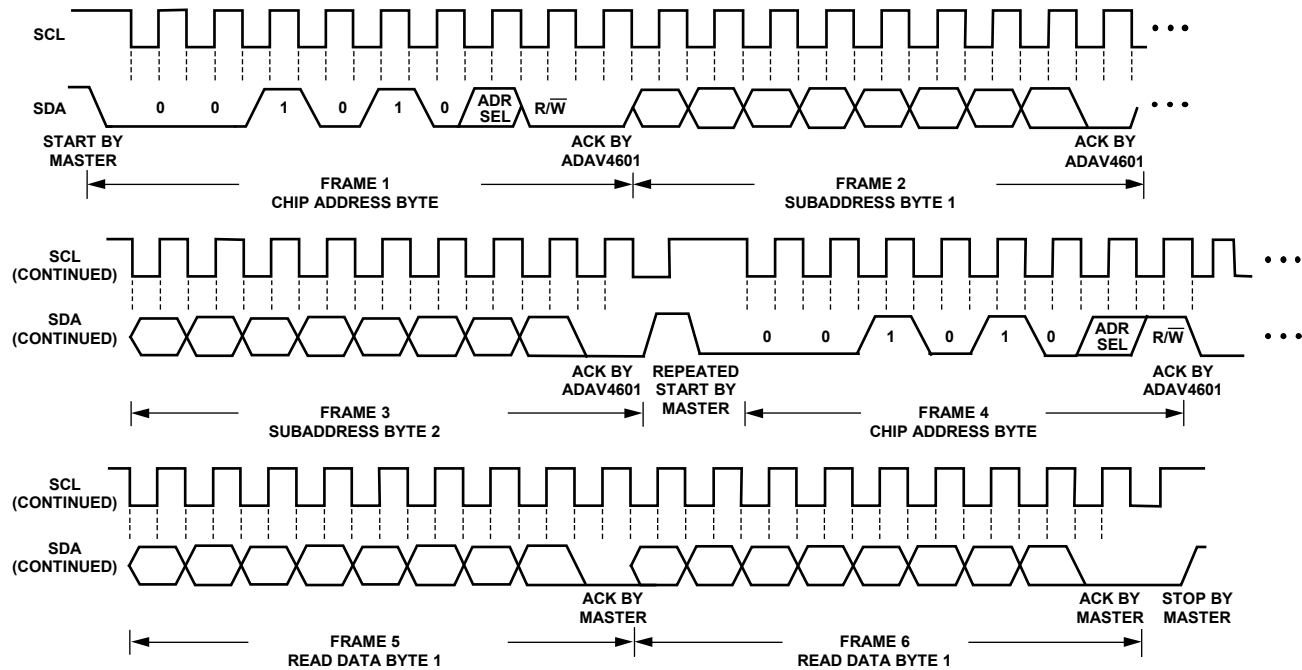 SCL
SDA
0 0 1 0 1 0 ADR SEL R/W̅
START BY MASTER
ACK BY ADAV4601
ACK BY ADAV4601
FRAME 1
CHIP ADDRESS BYTE
FRAME 2
SUBADDRESS BYTE 1
SCL
(CONTINUED)
SDA
(CONTINUED)
0 0 1 0 1 0 ADR SEL R/W̅
ACK BY ADAV4601
REPEATED START BY MASTER
ACK BY ADAV4601
FRAME 3
SUBADDRESS BYTE 2
FRAME 4
CHIP ADDRESS BYTE
SCL
(CONTINUED)
SDA
(CONTINUED)
ACK BY MASTER
ACK BY MASTER
STOP BY MASTER
FRAME 5
READ DATA BYTE 1
FRAME 6
READ DATA BYTE 1